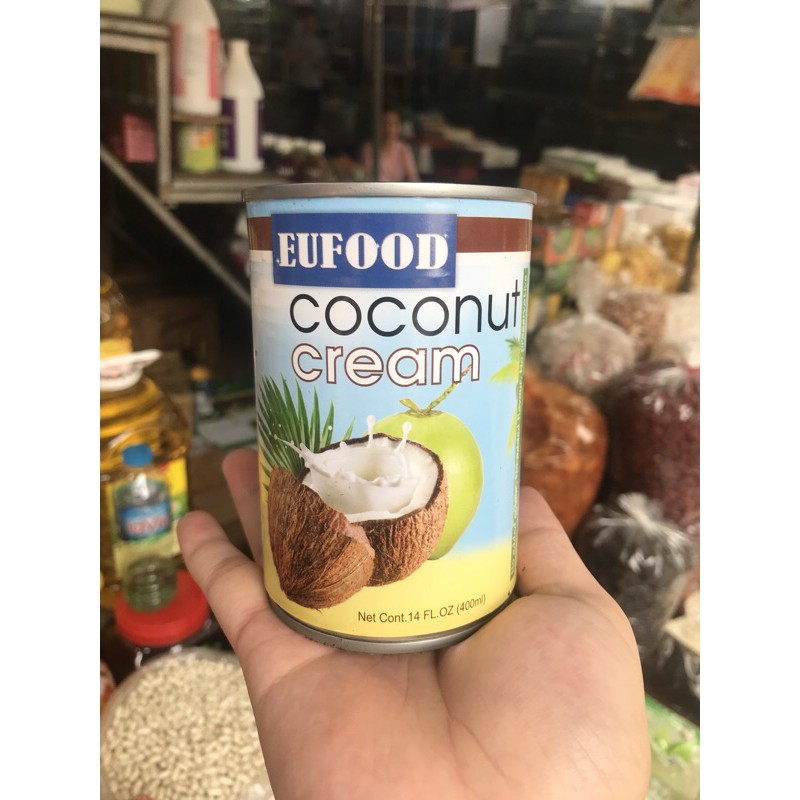 EUFOOD
coconut
cream
Net Cont.14 FL.OZ (400ml)